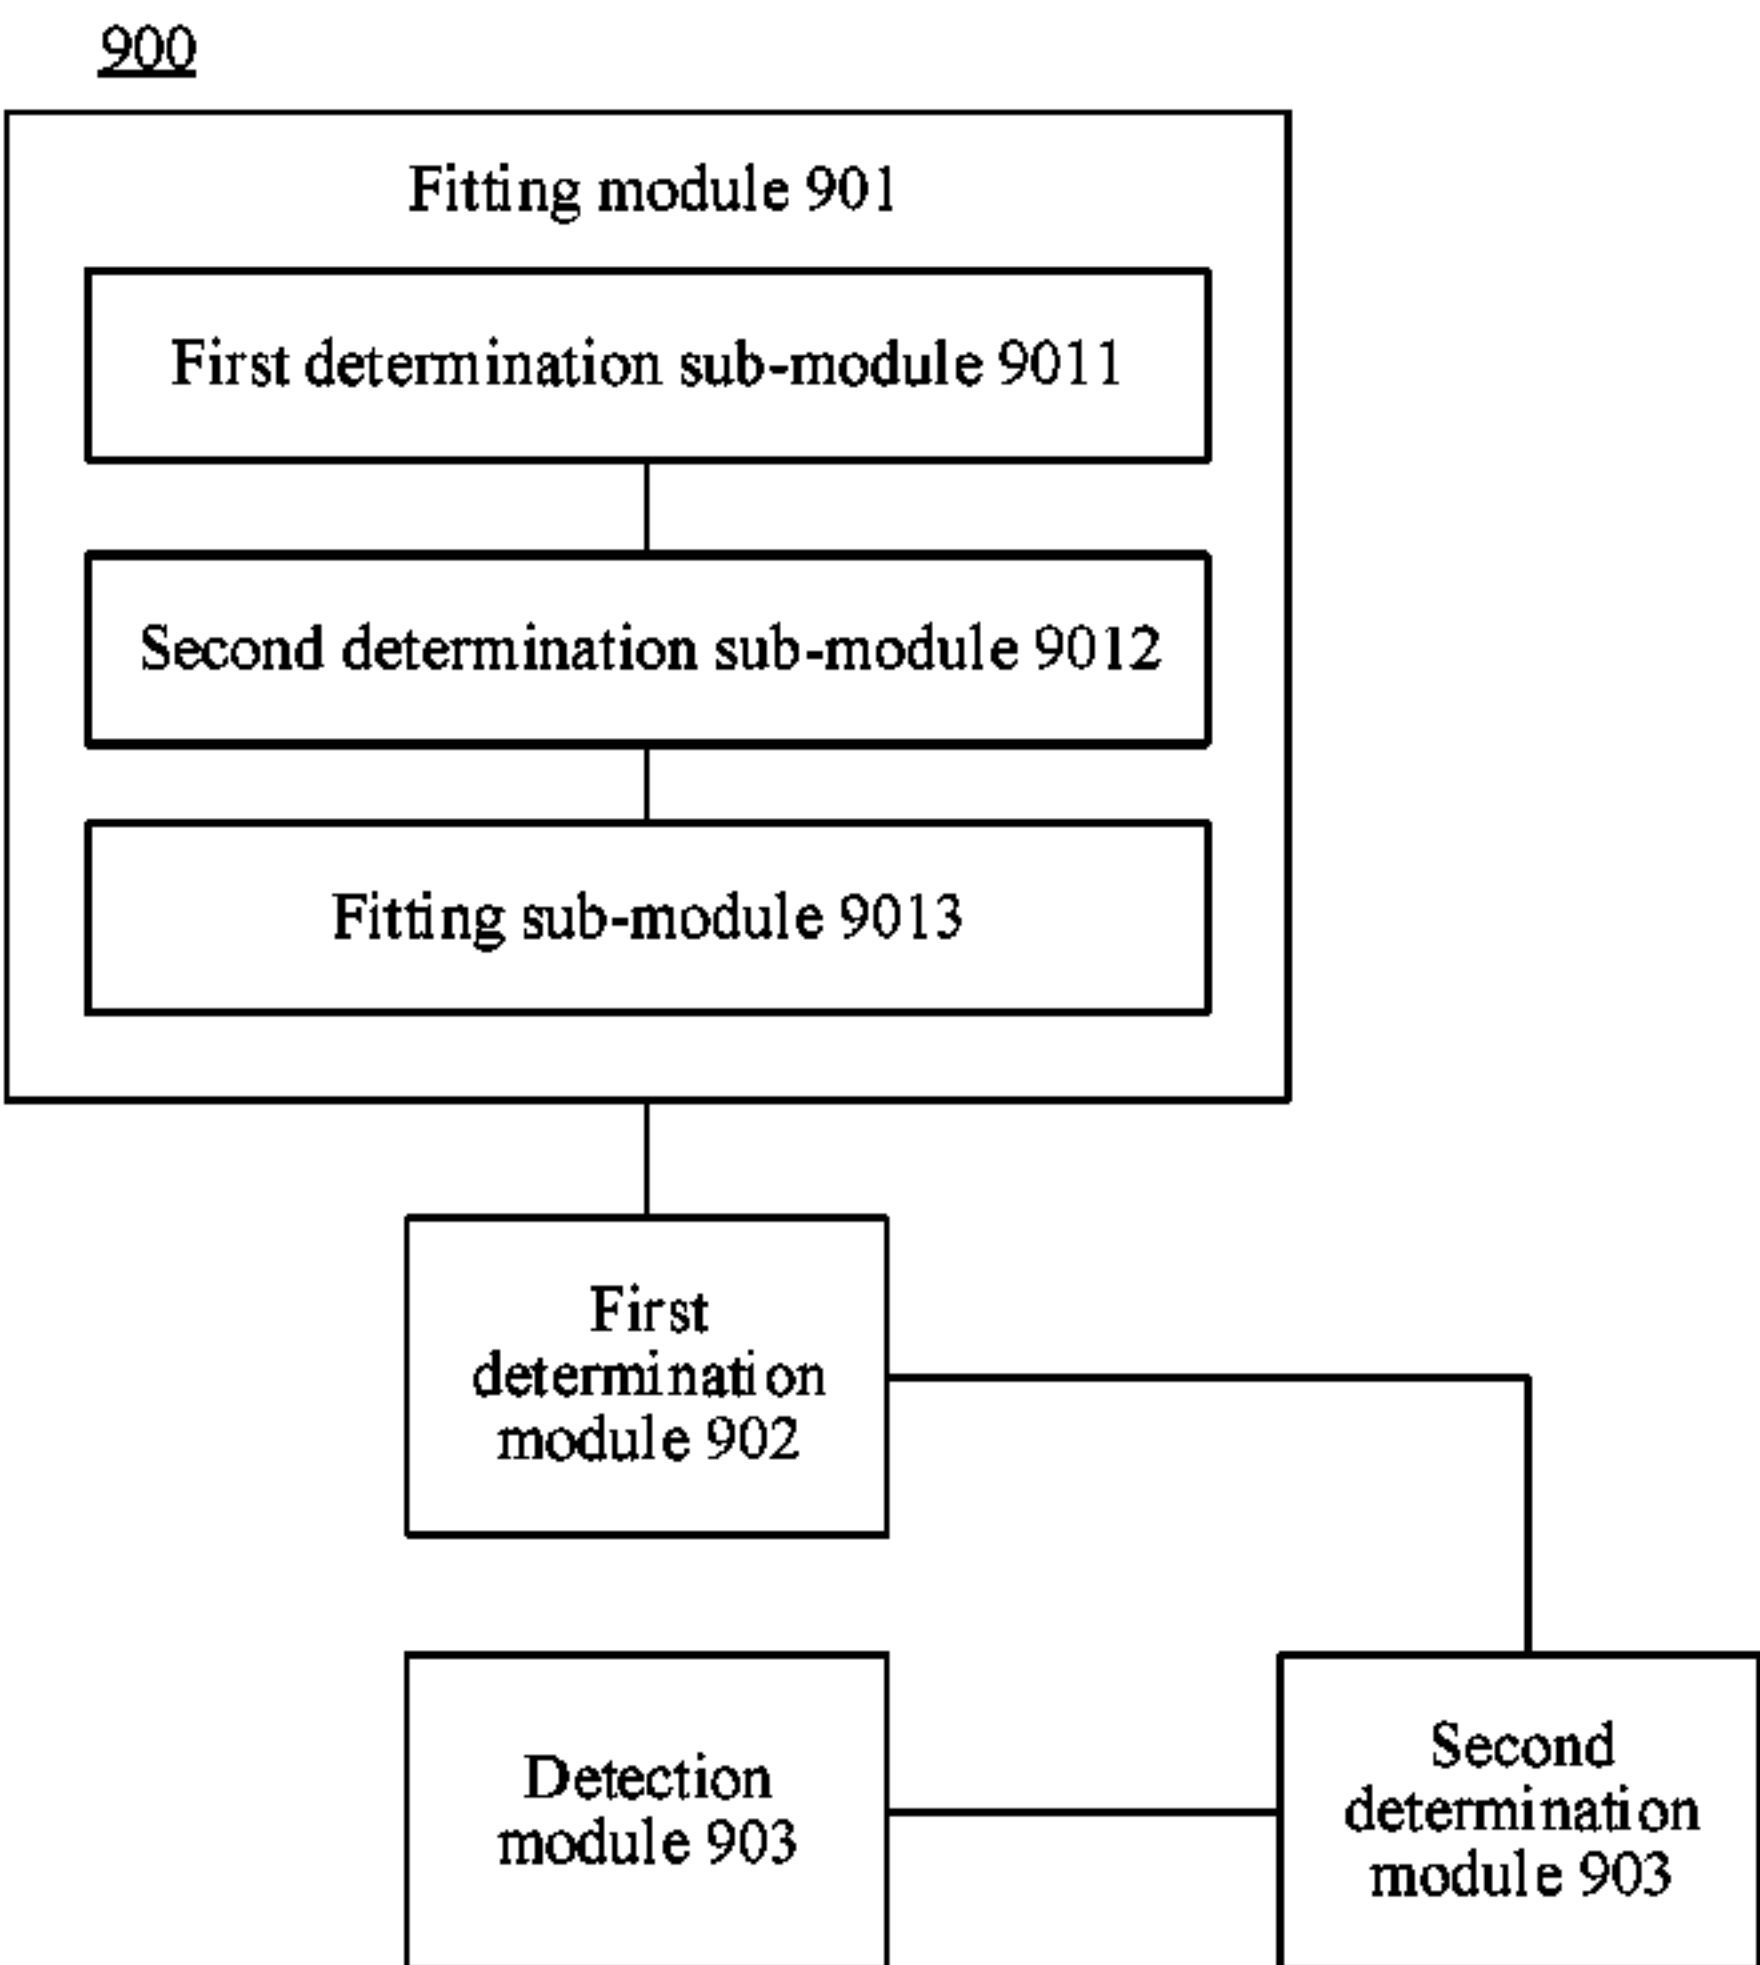 900
Fitting module 901
First determination sub-module 9011
Second determination sub-module 9012
Fitting sub-module 9013
First
determination
module 902
Detection
module 903
Second
determination
module 903